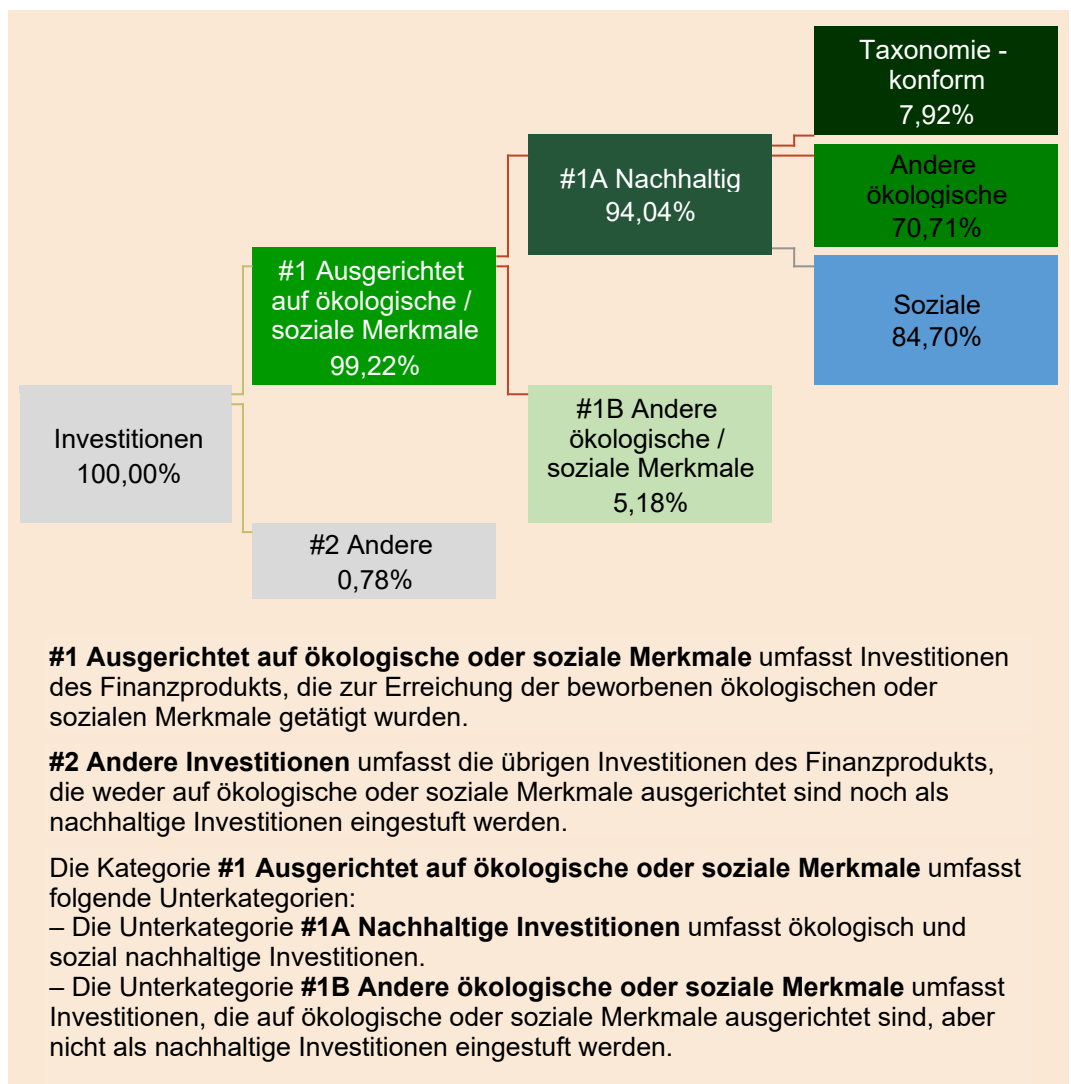 Taxonomie -
konform
7,92%
#1A Nachhaltig
94,04%
Andere
ökologische
70,71%
#1 Ausgerichtet
auf ökologische /
soziale Merkmale
99,22%
Soziale
84,70%
Investitionen
100,00%
#1B Andere
ökologische /
soziale Merkmale
5,18%
#2 Andere
0,78%
#1 Ausgerichtet auf ökologische oder soziale Merkmale umfasst Investitionen
des Finanzprodukts, die zur Erreichung der beworbenen ökologischen oder
sozialen Merkmale getätigt wurden.
#2 Andere Investitionen umfasst die übrigen Investitionen des Finanzprodukts,
die weder auf ökologische oder soziale Merkmale ausgerichtet sind noch als
nachhaltige Investitionen eingestuft werden.
Die Kategorie #1 Ausgerichtet auf ökologische oder soziale Merkmale umfasst
folgende Unterkategorien:
– Die Unterkategorie #1A Nachhaltige Investitionen umfasst ökologisch und
sozial nachhaltige Investitionen.
– Die Unterkategorie #1B Andere ökologische oder soziale Merkmale umfasst
Investitionen, die auf ökologische oder soziale Merkmale ausgerichtet sind, aber
nicht als nachhaltige Investitionen eingestuft werden.